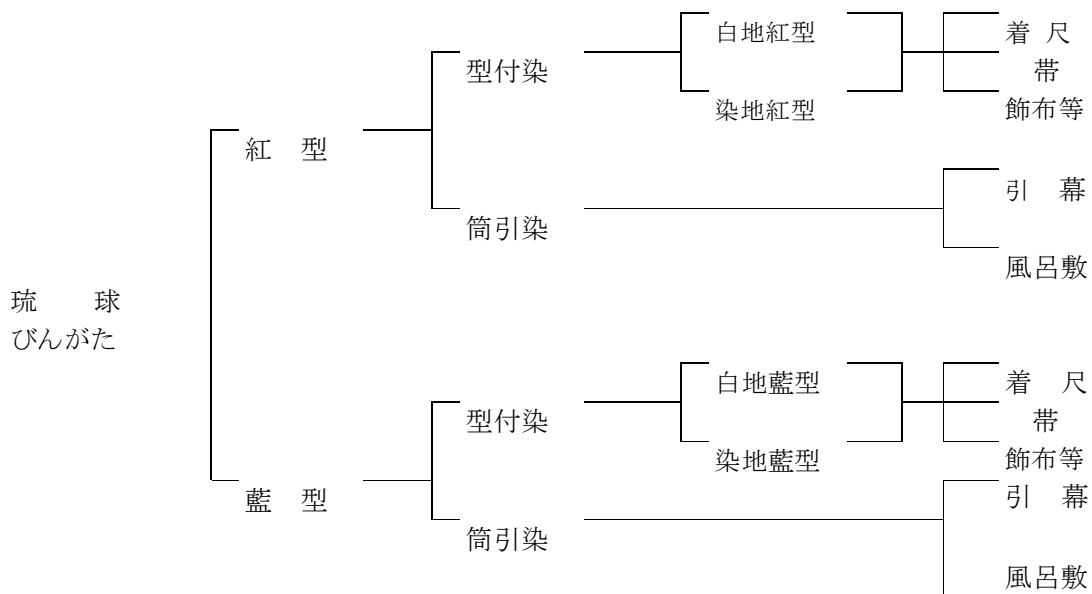 琉 球
びんがた
紅 型
型付染
白地紅型
染地紅型
着 尺
帯
飾布等
筒引染
引 幕
風呂敷
藍 型
型付染
白地藍型
染地藍型
着 尺
帯
飾布等
筒引染
引 幕
風呂敷